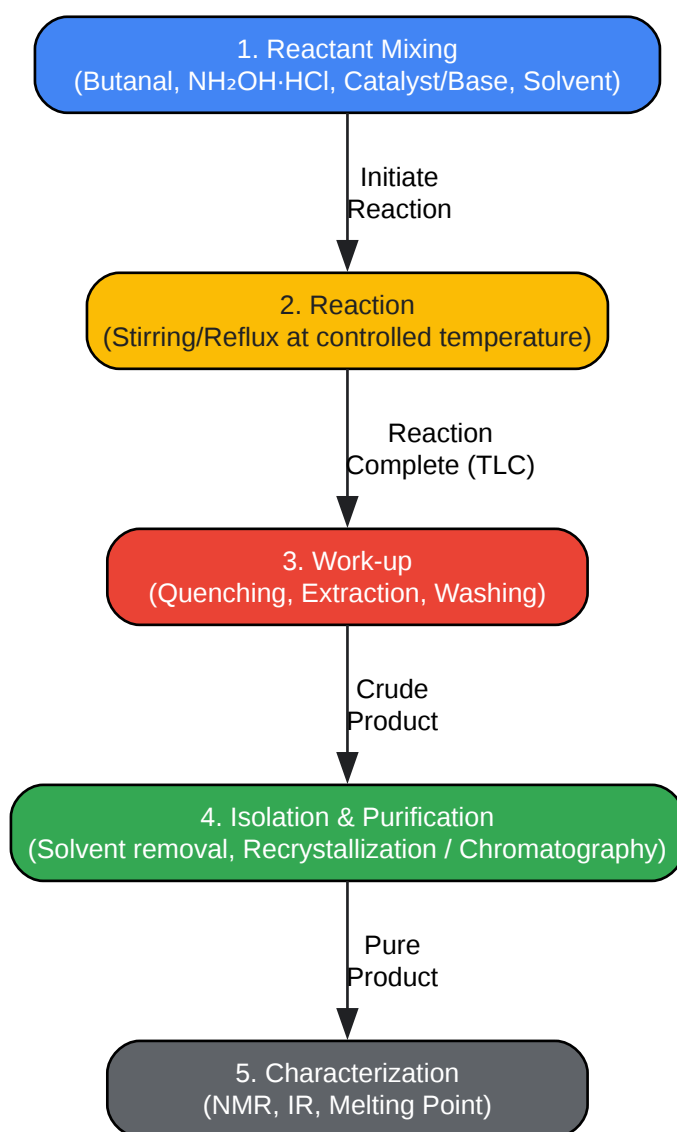 1. Reactant Mixing
(Butanal, NH₂OH·HCl, Catalyst/Base, Solvent)
Initiate
Reaction
2. Reaction
(Stirring/Reflux at controlled temperature)
Reaction
Complete (TLC)
3. Work-up
(Quenching, Extraction, Washing)
Crude
Product
4. Isolation & Purification
(Solvent removal, Recrystallization / Chromatography)
Pure
Product
5. Characterization
(NMR, IR, Melting Point)